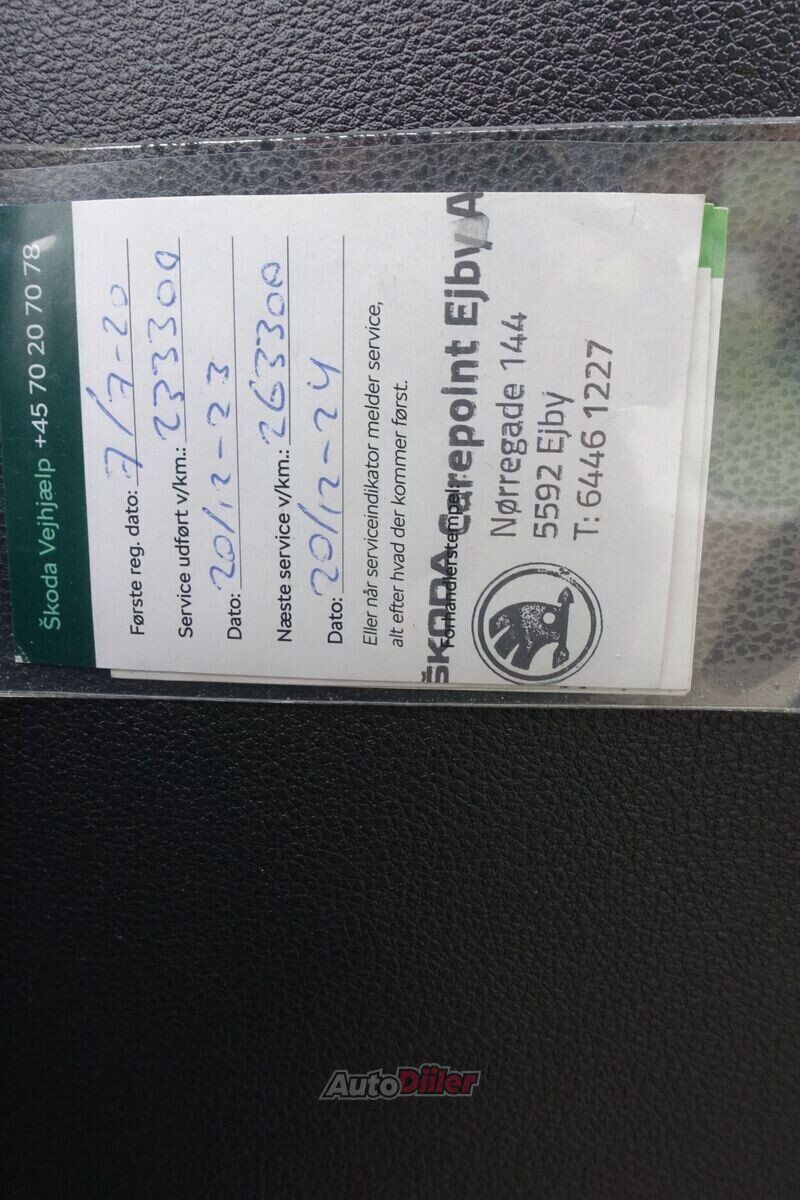 Škoda Vejhjælp +45 70 20 70 78
Første reg. dato: 7/7-20
Service udført v/km.: 233300
Dato: 20/12-23
Næste service v/km.: 263300
Dato: 20/12-24
Eller når serviceindikator melder service,
alt efter hvad der kommer først.
Forhandlerstempel:
ŠKODA Carepoint Ejby A
Nørregade 144
5592 Ejby
T: 6446 1227
AutoDiiler